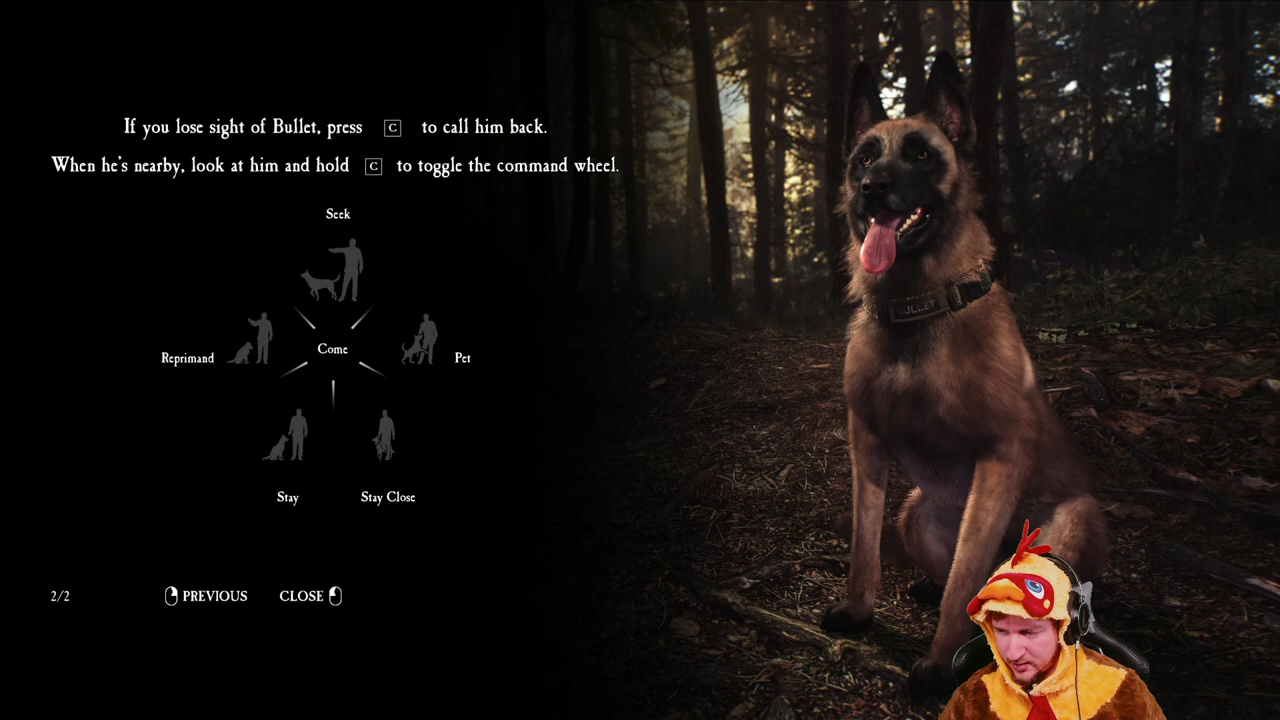 If you lose sight of Bullet, press C to call him back.
When he's nearby, look at him and hold C to toggle the command wheel.
Seek
Reprimand
Come
Pet
Stay
Stay Close
2/2
PREVIOUS
CLOSE
BULLET